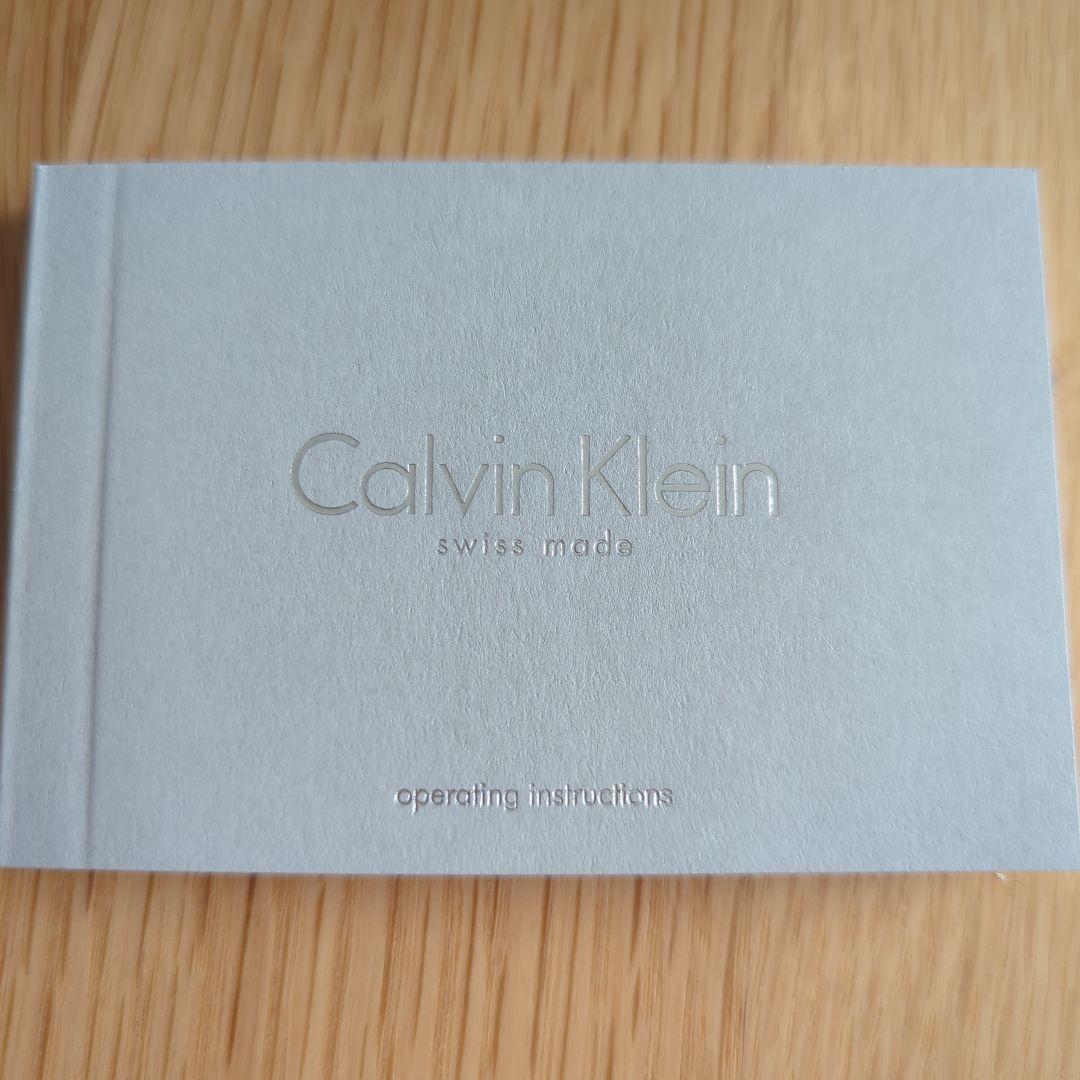 Calvin Klein
swiss made
operating instructions